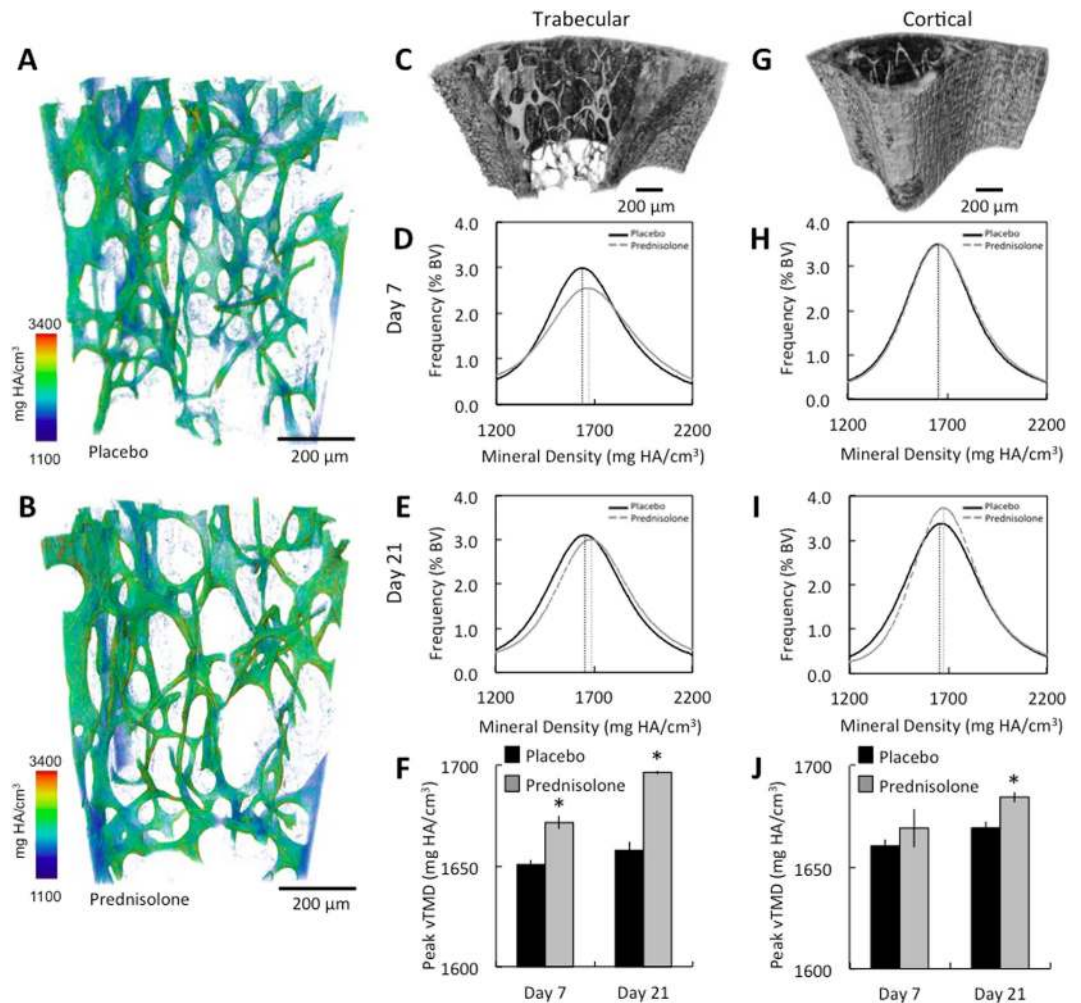 Trabecular
Cortical
A
3400
mg HA/cm³
1100
Placebo
200 µm
B
3400
mg HA/cm³
1100
Prednisolone
200 µm
C
200 µm
G
200 µm
Day 7
D
Placebo
Prednisolone
Frequency (% BV)
4.0
3.0
2.0
1.0
0.0
1200 1700 2200
Mineral Density (mg HA/cm³)
H
Placebo
Prednisolone
Frequency (% BV)
4.0
3.0
2.0
1.0
0.0
1200 1700 2200
Mineral Density (mg HA/cm³)
Day 21
E
Placebo
Prednisolone
Frequency (% BV)
4.0
3.0
2.0
1.0
0.0
1200 1700 2200
Mineral Density (mg HA/cm³)
I
Placebo
Prednisolone
Frequency (% BV)
4.0
3.0
2.0
1.0
0.0
1200 1700 2200
Mineral Density (mg HA/cm³)
F
Placebo
Prednisolone
Peak vTMD (mg HA/cm³)
1700
1650
1600
*
*
Day 7 Day 21
J
Placebo
Prednisolone
Peak vTMD (mg HA/cm³)
1700
1650
1600
*
Day 7 Day 21